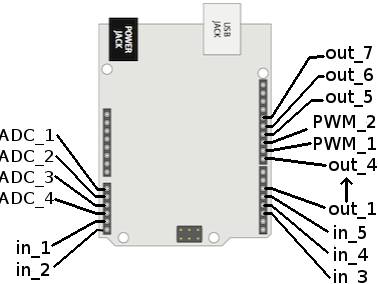 POWER
JACK
USB
JACK
out_7
out_6
out_5
PWM_2
PWM_1
out_4
out_1
in_5
in_4
in_3
ADC_1
ADC_2
ADC_3
ADC_4
in_1
in_2